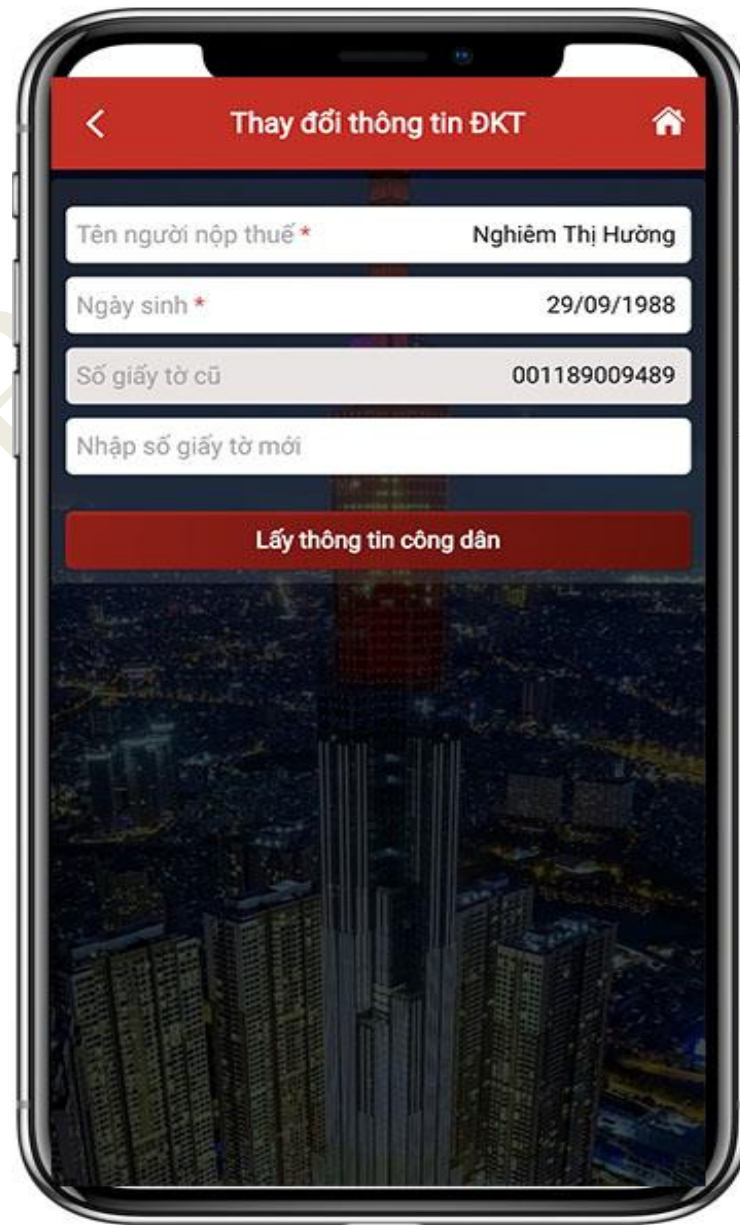 Thay đổi thông tin ĐKT
Tên người nộp thuế * Nghiêm Thị Hường
Ngày sinh * 29/09/1988
Số giấy tờ cũ 001189009489
Nhập số giấy tờ mới
Lấy thông tin công dân